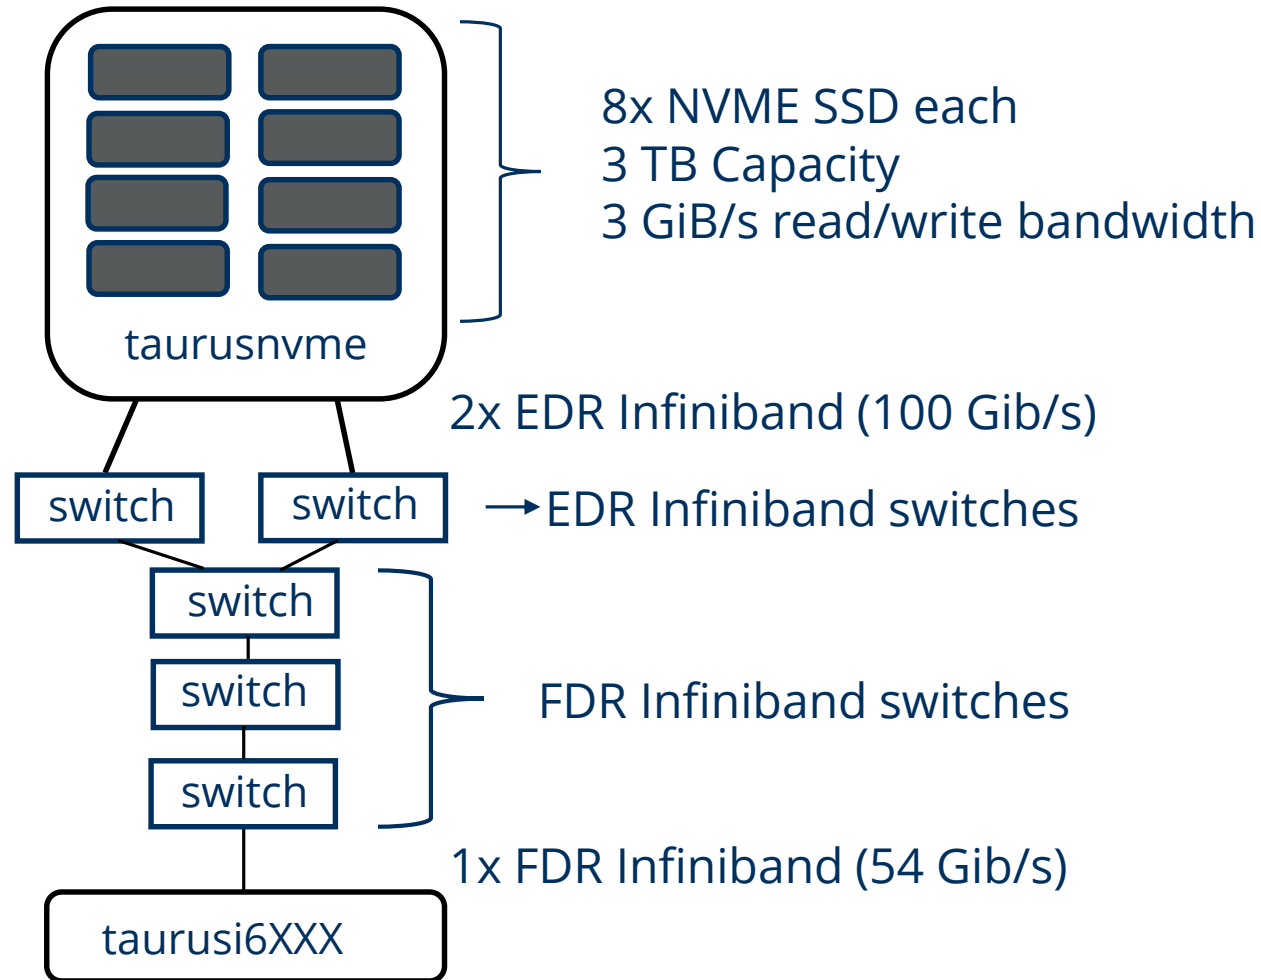 8x NVME SSD each
3 TB Capacity
3 GiB/s read/write bandwidth
taurusnvme
2x EDR Infiniband (100 Gib/s)
switch
switch
EDR Infiniband switches
switch
switch
FDR Infiniband switches
switch
1x FDR Infiniband (54 Gib/s)
taurusi6XXX